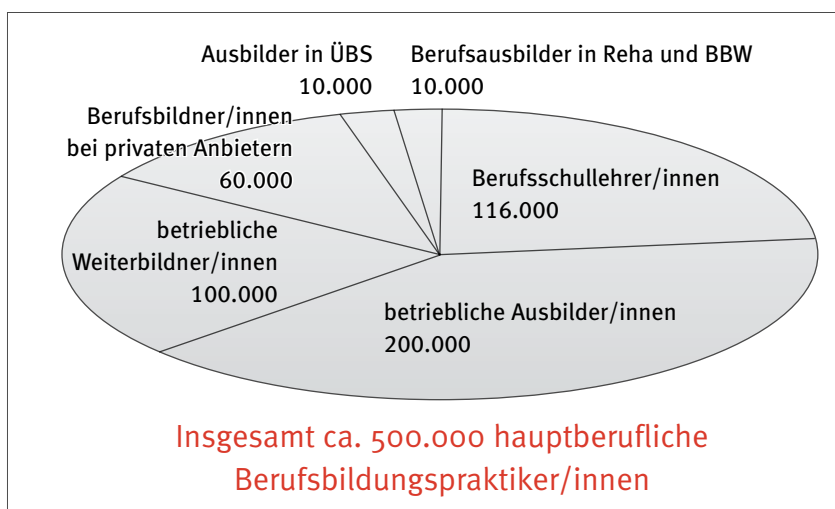 Ausbilder in ÜBS
10.000
Berufsausbilder in Reha und BBW
10.000
Berufsbildner/innen
bei privaten Anbietern
60.000
Berufsschullehrer/innen
116.000
betriebliche
Weiterbildner/innen
100.000
betriebliche Ausbilder/innen
200.000
Insgesamt ca. 500.000 hauptberufliche
Berufsbildungspraktiker/innen